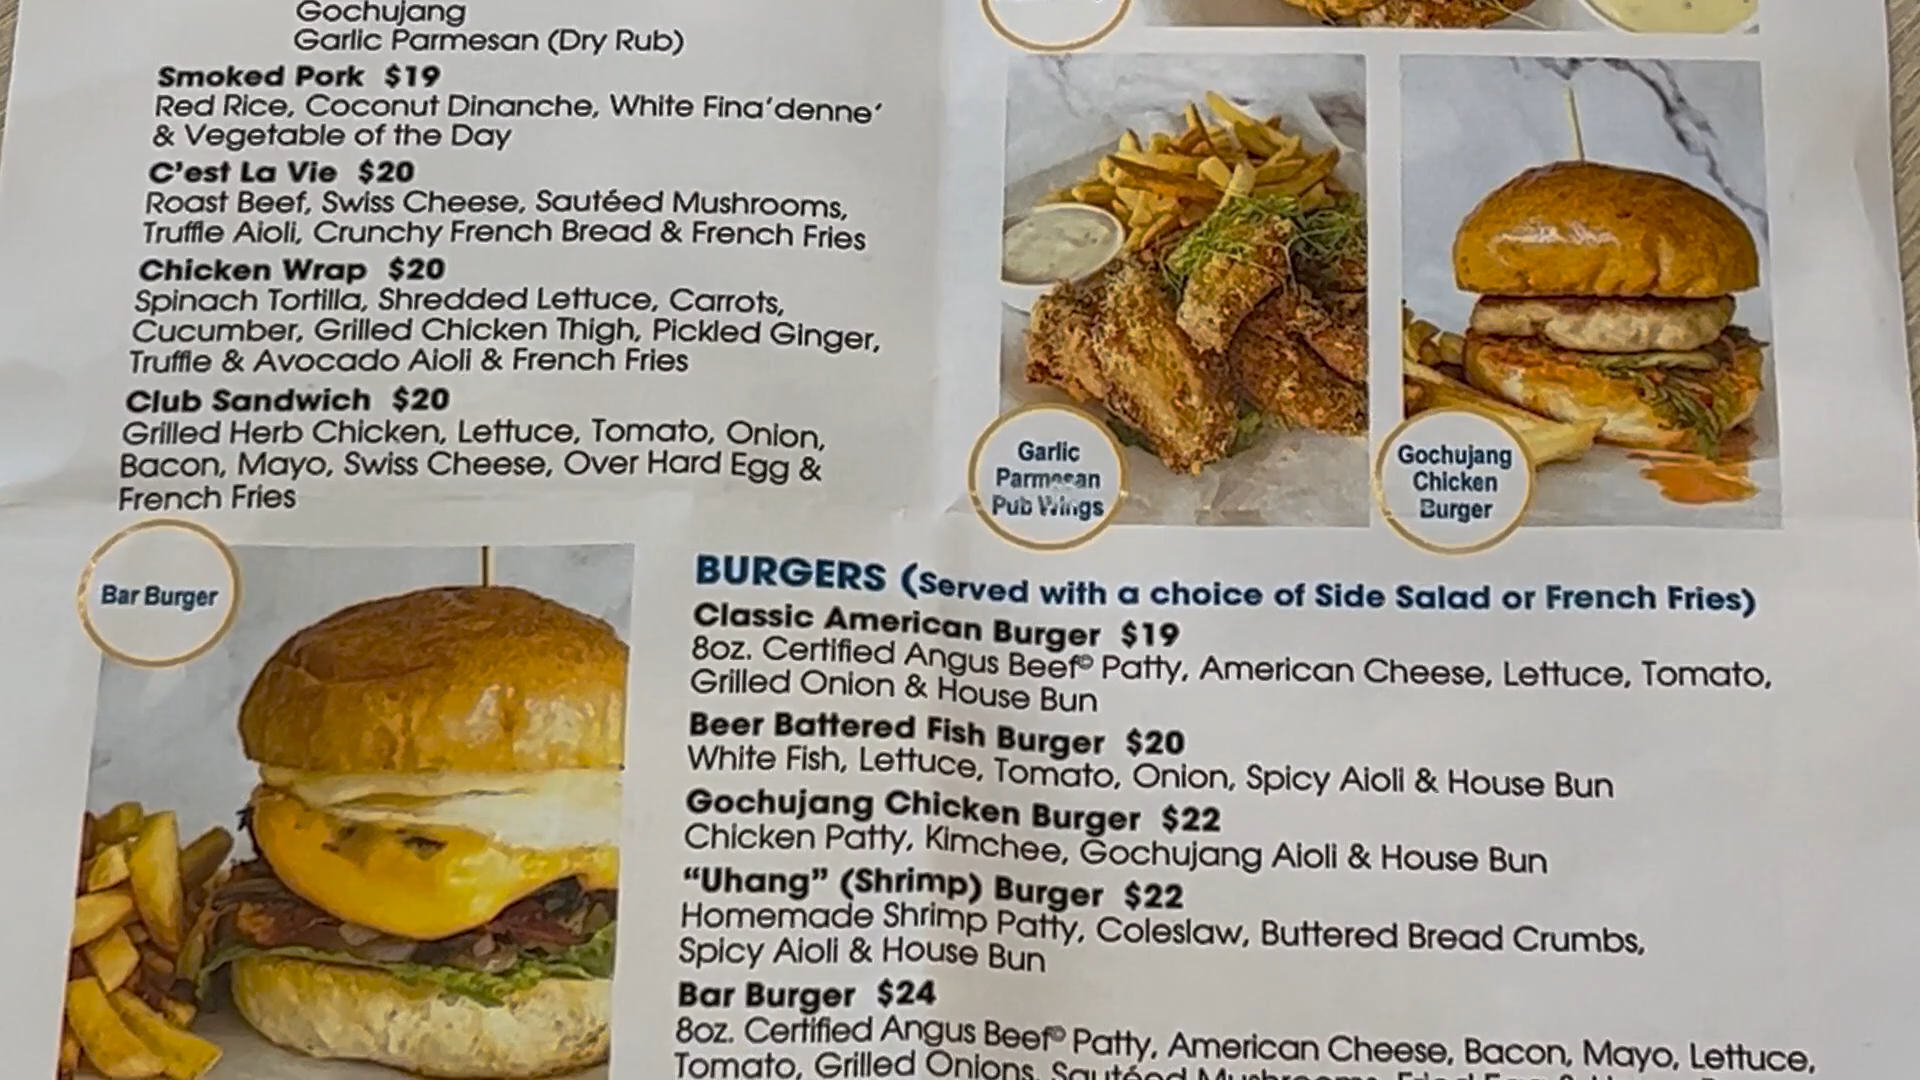 Gochujang
Garlic Parmesan (Dry Rub)
Smoked Pork $19
Red Rice, Coconut Dinanche, White Fina'denne'
& Vegetable of the Day
C'est La Vie $20
Roast Beef, Swiss Cheese, Sautéed Mushrooms,
Truffle Aioli, Crunchy French Bread & French Fries
Chicken Wrap $20
Spinach Tortilla, Shredded Lettuce, Carrots,
Cucumber, Grilled Chicken Thigh, Pickled Ginger,
Truffle & Avocado Aioli & French Fries
Club Sandwich $20
Grilled Herb Chicken, Lettuce, Tomato, Onion,
Bacon, Mayo, Swiss Cheese, Over Hard Egg &
French Fries
Garlic
Parmesan
Pub Wings
Gochujang
Chicken
Burger
Bar Burger
BURGERS (Served with a choice of Side Salad or French Fries)
Classic American Burger $19
8oz. Certified Angus Beef© Patty, American Cheese, Lettuce, Tomato,
Grilled Onion & House Bun
Beer Battered Fish Burger $20
White Fish, Lettuce, Tomato, Onion, Spicy Aioli & House Bun
Gochujang Chicken Burger $22
Chicken Patty, Kimchee, Gochujang Aioli & House Bun
“Uhang” (Shrimp) Burger $22
Homemade Shrimp Patty, Coleslaw, Buttered Bread Crumbs,
Spicy Aioli & House Bun
Bar Burger $24
8oz. Certified Angus Beef© Patty, American Cheese, Bacon, Mayo, Lettuce,
Tomato, Grilled Onions, Sautéed Mushrooms, Fried Egg &